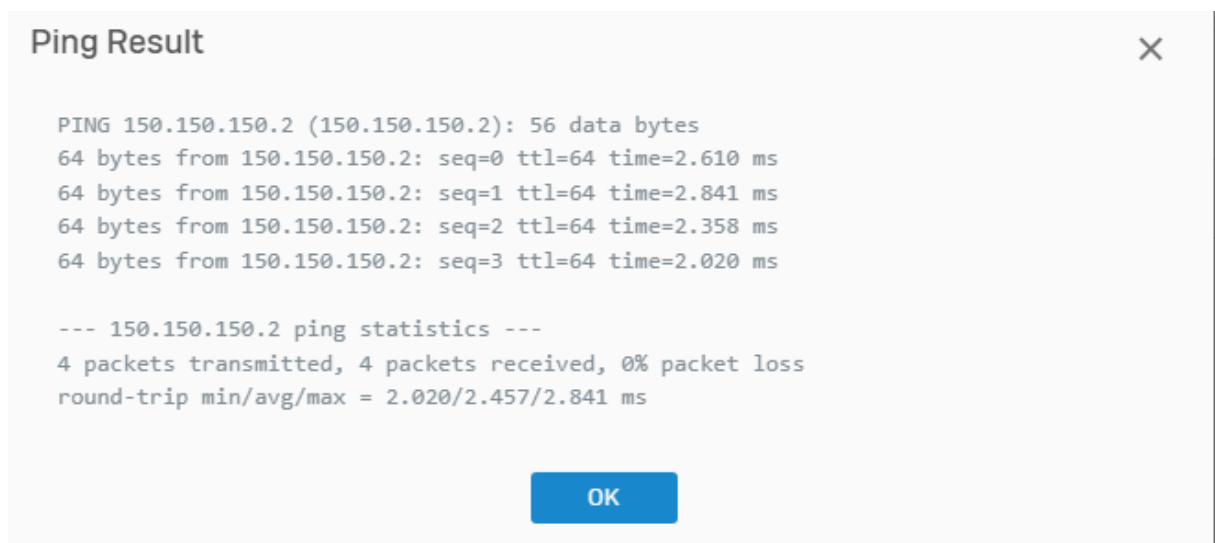 Ping Result
PING 150.150.150.2 (150.150.150.2): 56 data bytes
64 bytes from 150.150.150.2: seq=0 ttl=64 time=2.610 ms
64 bytes from 150.150.150.2: seq=1 ttl=64 time=2.841 ms
64 bytes from 150.150.150.2: seq=2 ttl=64 time=2.358 ms
64 bytes from 150.150.150.2: seq=3 ttl=64 time=2.020 ms
--- 150.150.150.2 ping statistics ---
4 packets transmitted, 4 packets received, 0% packet loss
round-trip min/avg/max = 2.020/2.457/2.841 ms
OK